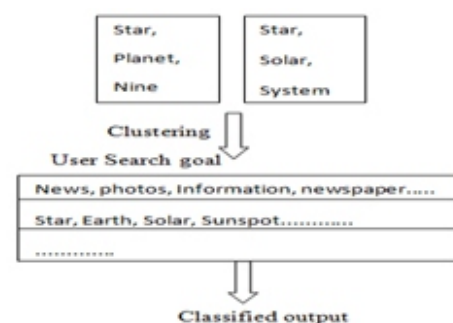 Star,
Planet,
Nine
Star,
Solar,
System
Clustering
User Search goal
News, photos, Information, newspaper.....
Star, Earth, Solar, Sunspot............
.............
Classified output